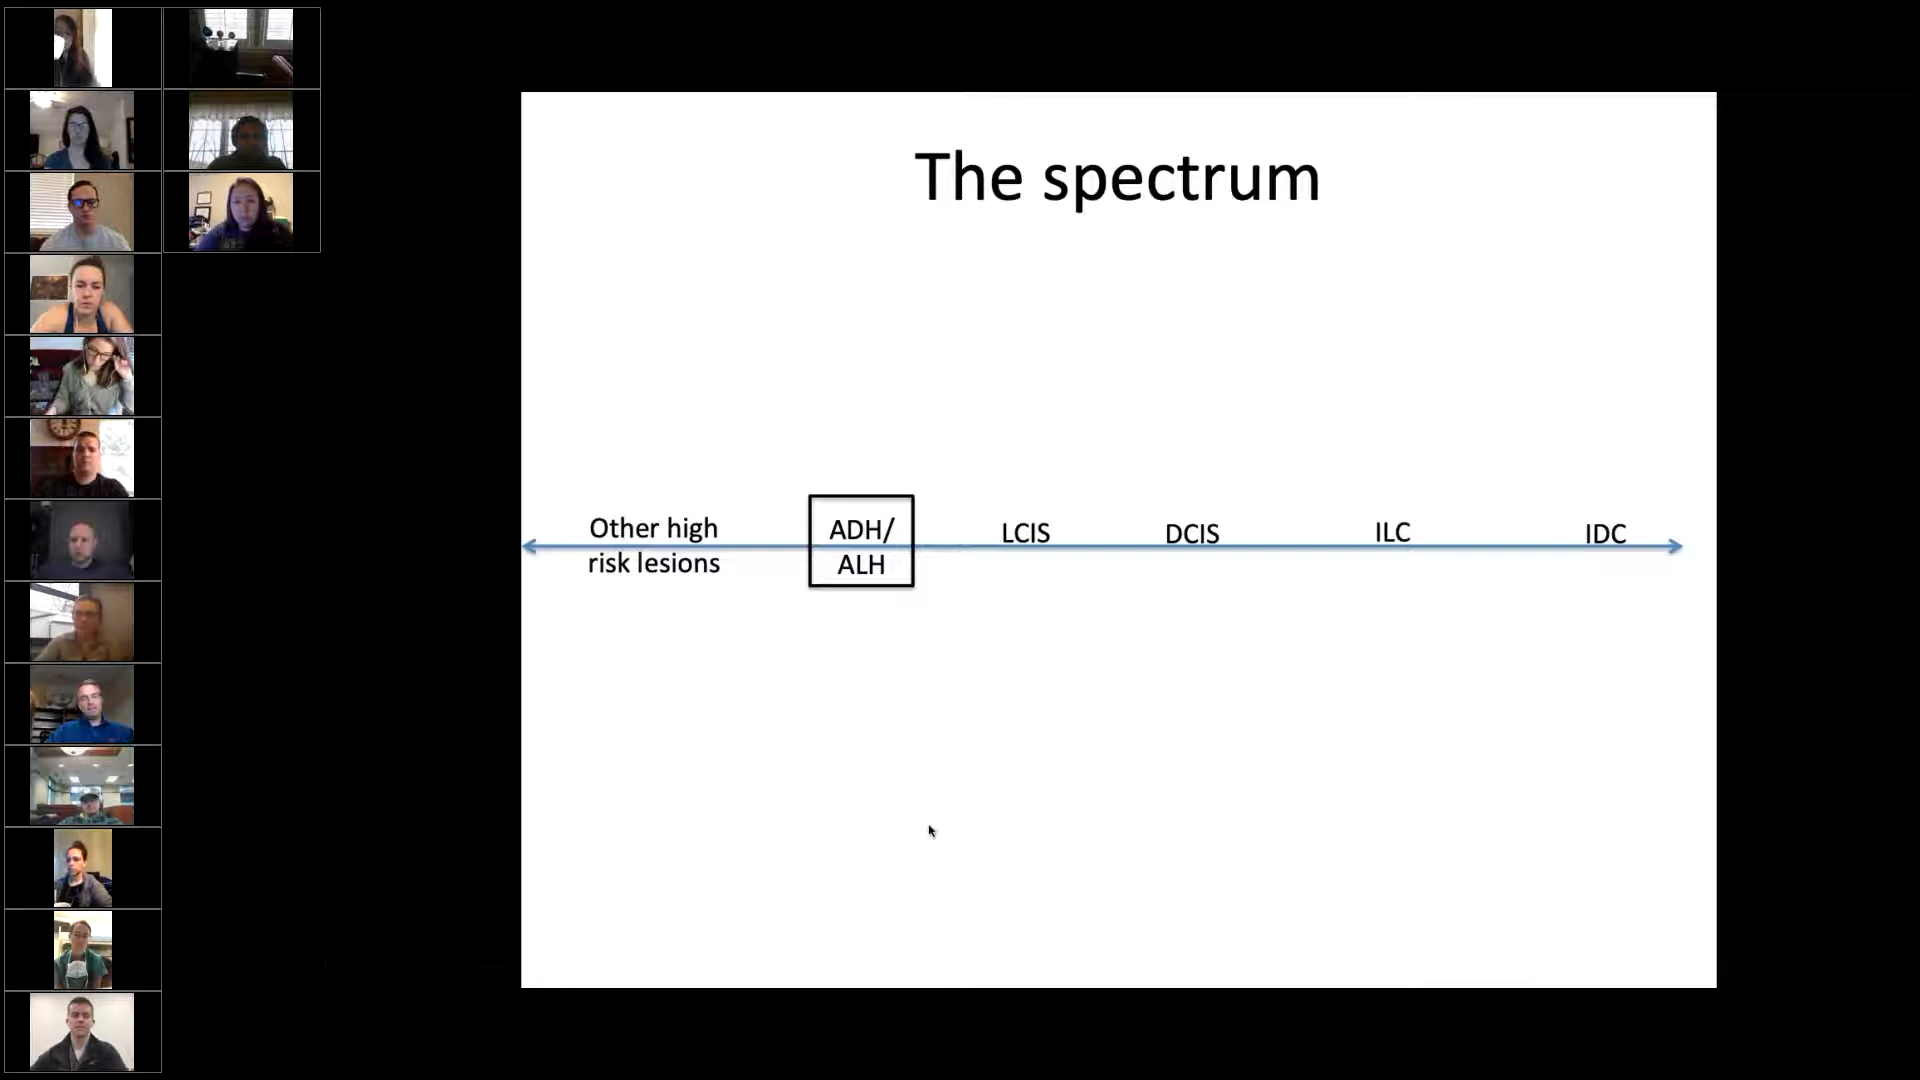 The spectrum
Other high
risk lesions
ADH/
ALH
LCIS
DCIS
ILC
IDC